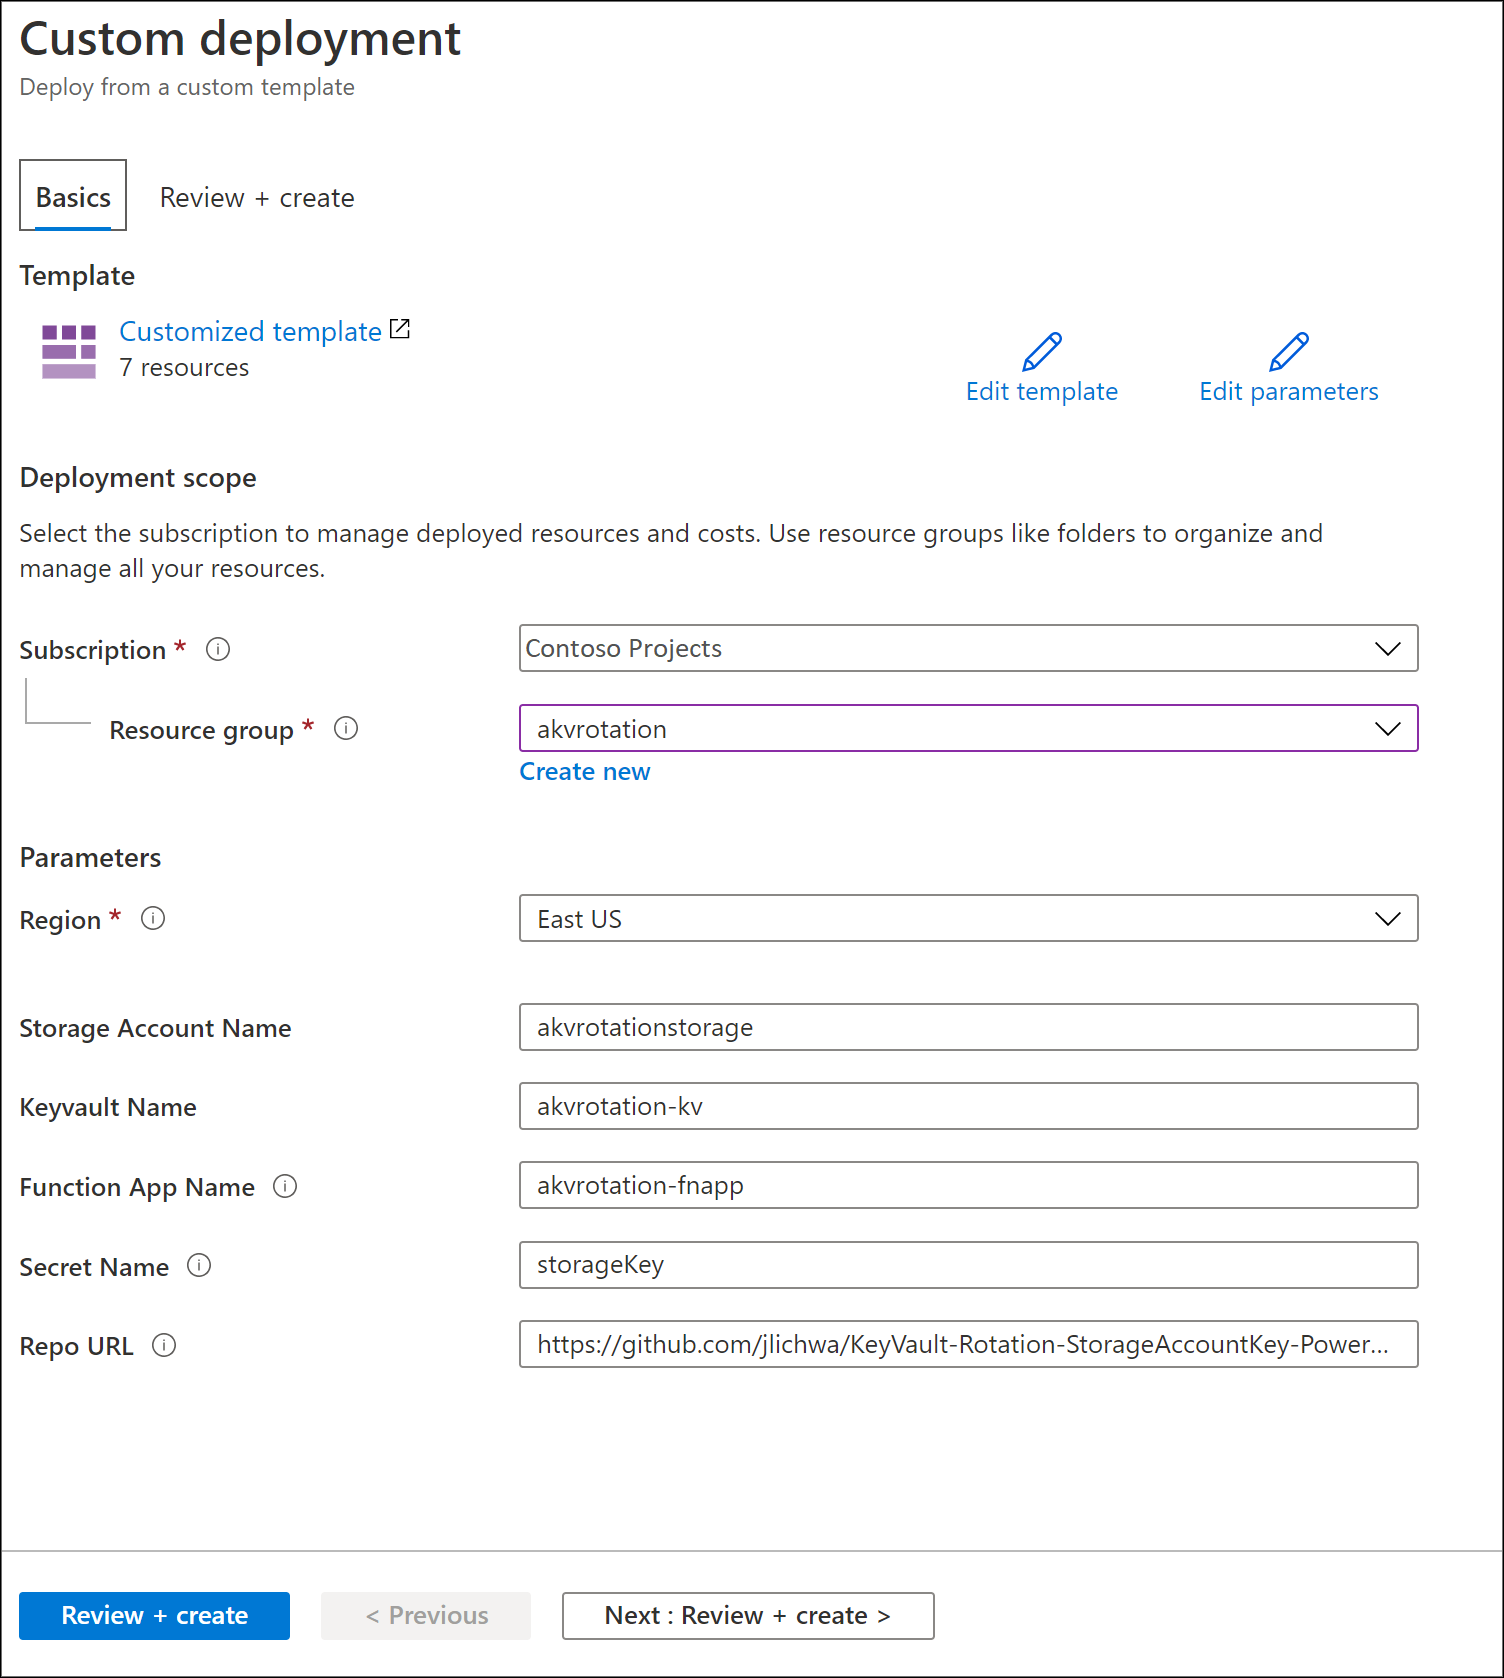 Custom deployment
Deploy from a custom template
Basics
Review + create
Template
Customized template
7 resources
Edit template
Edit parameters
Deployment scope
Select the subscription to manage deployed resources and costs. Use resource groups like folders to organize and
manage all your resources.
Subscription *
Contoso Projects
Resource group *
akvrotation
Create new
Parameters
Region *
East US
Storage Account Name
akvrotationstorage
Keyvault Name
akvrotation-kv
Function App Name
akvrotation-fnapp
Secret Name
storageKey
Repo URL
https://github.com/jlichwa/KeyVault-Rotation-StorageAccountKey-Power...
Review + create
< Previous
Next : Review + create >